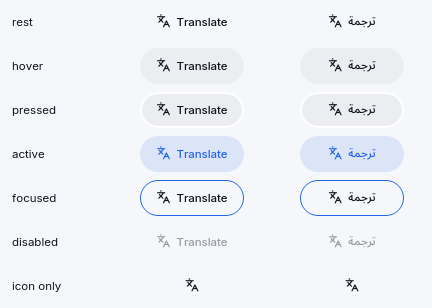 rest Translate ترجمة
hover Translate ترجمة
pressed Translate ترجمة
active Translate ترجمة
focused Translate ترجمة
disabled Translate ترجمة
icon only